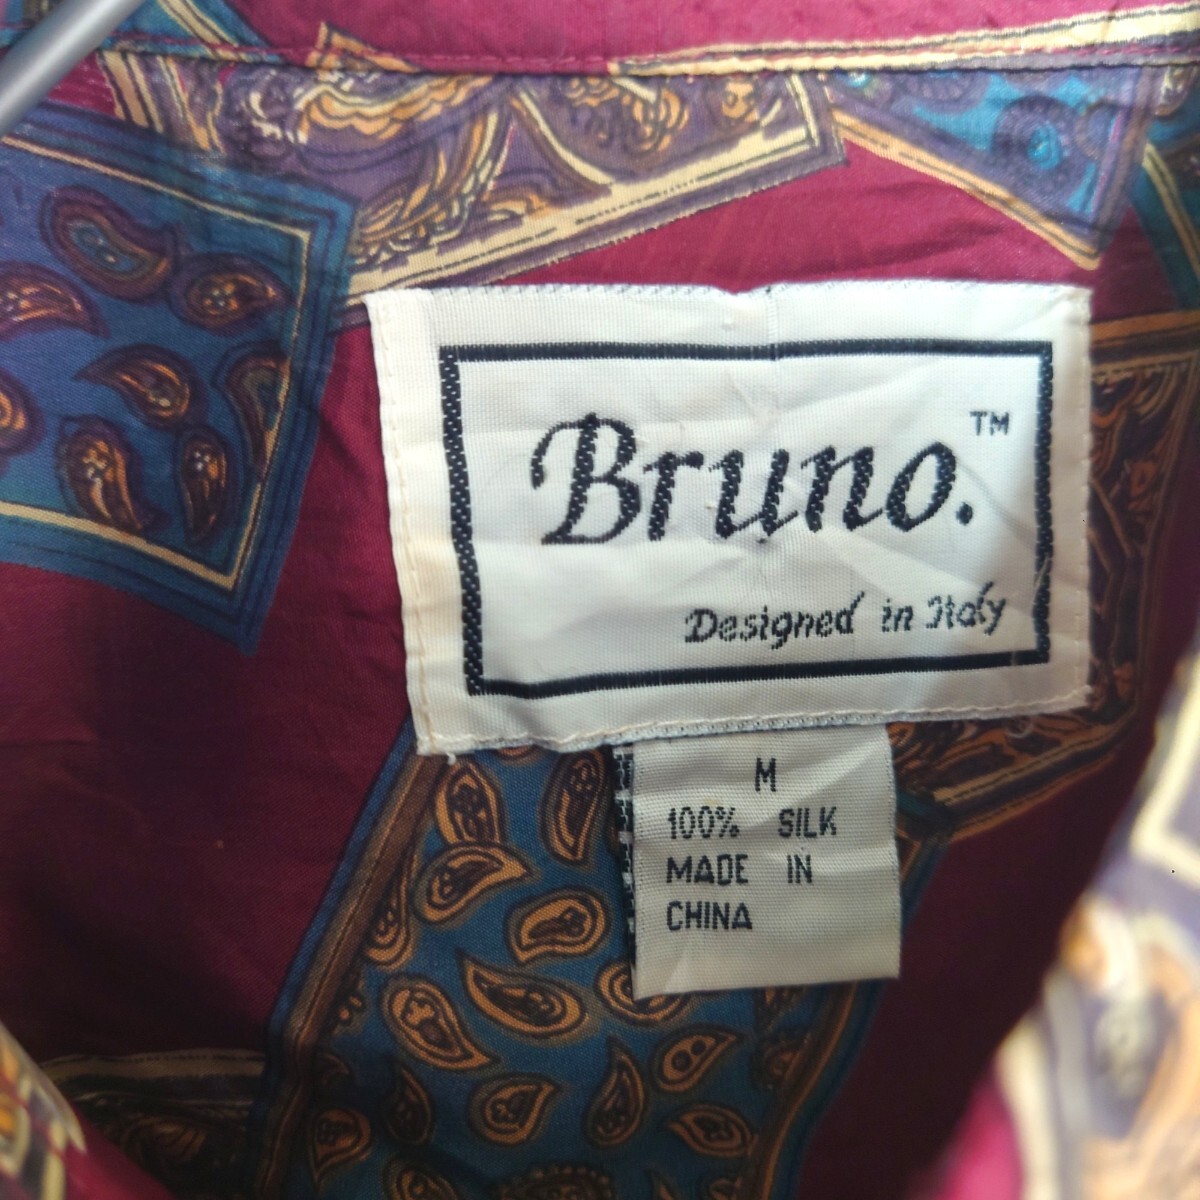 Bruno.™
Designed in Italy
M
100% SILK
MADE IN
CHINA